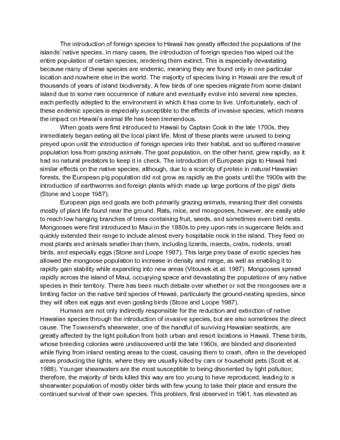 The introduction of foreign species to Hawaii has greatly affected the populations of the
islands' native species. In many cases, the introduction of foreign species has wiped out the
entire population of certain species, rendering them extinct. This is especially devastating
because many of these species are endemic, meaning they are found only in one particular
location and nowhere else in the world. The majority of species living in Hawaii are the result of
thousands of years of island biodiversity. A few birds of one species migrate from some distant
island due to some rare occurrence of nature and eventually evolve into several new species,
each perfectly adapted to the environment in which it has come to live. Unfortunately, each of
these endemic species is especially susceptible to the effects of invasive species, which means
the impact on Hawaii's animal life has been tremendous.
When goats were first introduced to Hawaii by Captain Cook in the late 1700s, they
immediately began eating all the local plant life. Most of these plants were unused to being
preyed upon until the introduction of foreign species into their habitat, and so suffered massive
population loss from grazing animals. The goat population, on the other hand, grew rapidly, as it
had no natural predators to keep it in check. The introduction of European pigs to Hawaii had
similar effects on the native species, although, due to a scarcity of protein in natural Hawaiian
forests, the European pig population did not grow as rapidly as the goats until the 1900s with the
introduction of earthworms and foreign plants which made up large portions of the pigs' diets
(Stone and Loope 1987).
European pigs and goats are both primarily grazing animals, meaning their diet consists
mostly of plant life found near the ground. Rats, mice, and mongooses, however, are easily able
to reach low hanging branches of trees containing fruit, seeds, and sometimes even bird nests.
Mongooses were first introduced to Maui in the 1880s to prey upon rats in sugarcane fields and
quickly extended their range to include almost every hospitable nook in the island. They feed on
most plants and animals smaller than them, including lizards, insects, crabs, rodents, small
birds, and especially eggs (Stone and Loope 1987). This large prey base of exotic species has
allowed the mongoose population to increase in density and range, as well as enabling it to
rapidly gain stability while expanding into new areas (Vitousek et al. 1987). Mongooses spread
rapidly across the island of Maui, occupying space and devastating the populations of any native
species in their territory. There has been much debate over whether or not the mongooses are a
limiting factor on the native bird species of Hawaii, particularly the ground-nesting species, since
they will often eat eggs and even gosling birds (Stone and Loope 1987).
Humans are not only indirectly responsible for the reduction and extinction of native
Hawaiian species through the introduction of invasive species, but are also sometimes the direct
cause. The Townsend's shearwater, one of the handful of surviving Hawaiian seabirds, are
greatly affected by the light pollution from both urban and resort locations in Hawaii. These birds,
whose breeding colonies were undiscovered until the late 1960s, are blinded and disoriented
while flying from inland nesting areas to the coast, causing them to crash, often in the developed
areas producing the lights, where they are usually killed by cars or household pets (Scott et al.
1988). Younger shearwaters are the most susceptible to being disoriented by light pollution;
therefore, the majority of birds killed this way are too young to have reproduced, leading to a
shearwater population of mostly older birds with few young to take their place and ensure the
continued survival of their own species. This problem, first observed in 1961, has elevated as